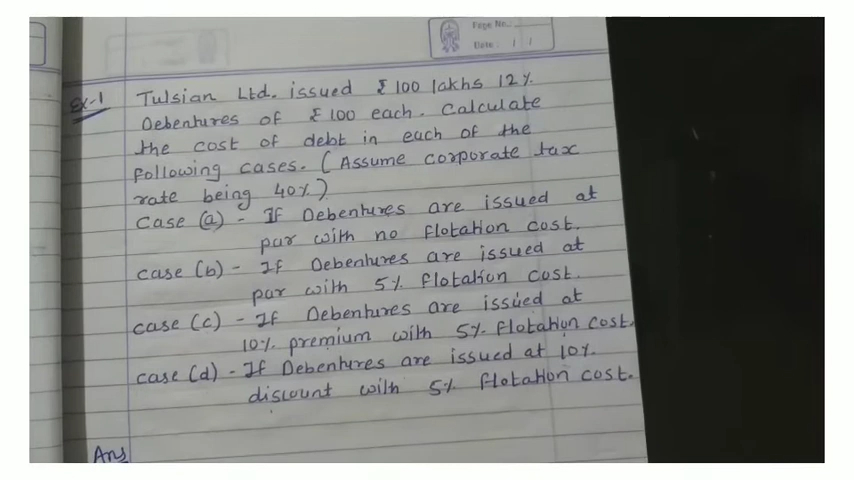 Page No.:
Date: / /
Ex-1 Tulsian Ltd. issued ₹100 lakhs 12%
Debentures of ₹100 each. Calculate
the cost of debt in each of the
following cases. (Assume corporate tax
rate being 40%)
Case (a) - If Debentures are issued at
par with no flotation cost.
case (b) - If Debentures are issued at
par with 5% flotation cost.
case (c) - If Debentures are issued at
10% premium with 5% flotation cost.
case (d) - If Debentures are issued at 10%
discount with 5% flotation cost.
Ans